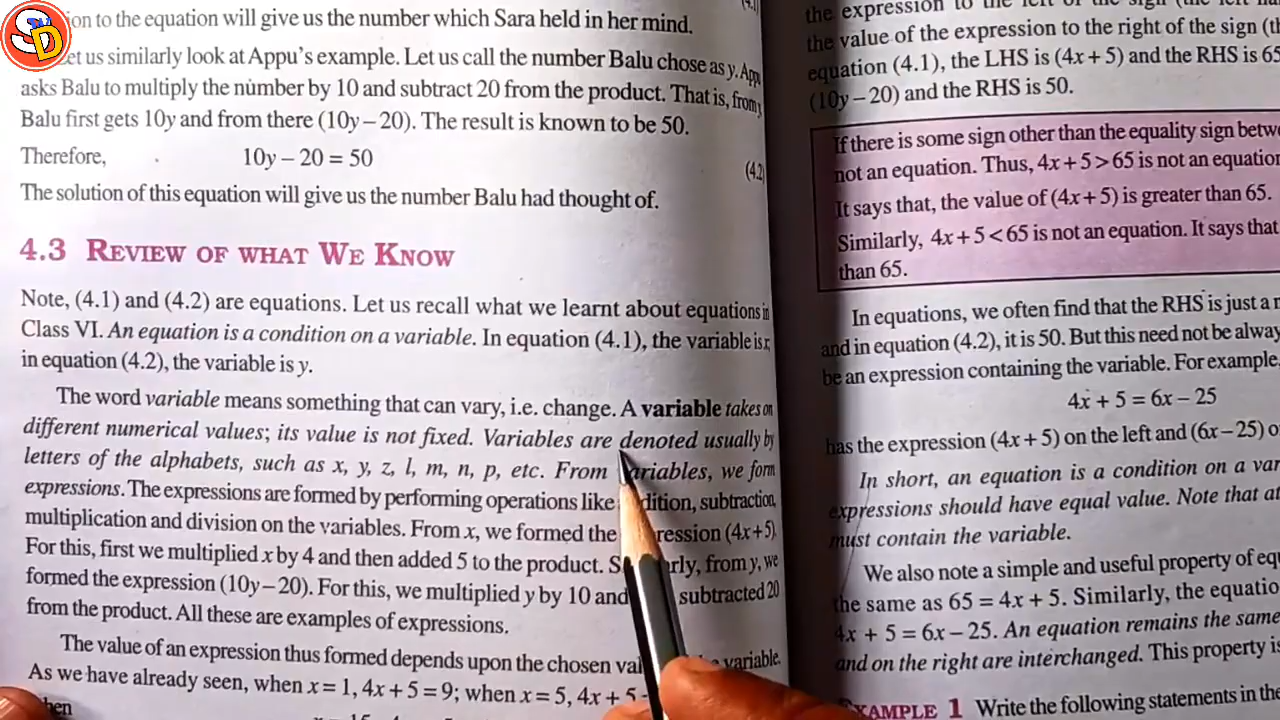 SD
ion to the equation will give us the number which Sara held in her mind.
et us similarly look at Appu's example. Let us call the number Balu chose as y. App
asks Balu to multiply the number by 10 and subtract 20 from the product. That is, from y,
Balu first gets 10y and from there (10y – 20). The result is known to be 50.
Therefore, 10y – 20 = 50 (4.2)
The solution of this equation will give us the number Balu had thought of.
4.3 REVIEW OF WHAT WE KNOW
Note, (4.1) and (4.2) are equations. Let us recall what we learnt about equations in
Class VI. An equation is a condition on a variable. In equation (4.1), the variable is x;
in equation (4.2), the variable is y.
The word variable means something that can vary, i.e. change. A variable takes on
different numerical values; its value is not fixed. Variables are denoted usually by
letters of the alphabets, such as x, y, z, l, m, n, p, etc. From variables, we form
expressions. The expressions are formed by performing operations like addition, subtraction,
multiplication and division on the variables. From x, we formed the expression (4x+5).
For this, first we multiplied x by 4 and then added 5 to the product. S rly, from y, we
formed the expression (10y – 20). For this, we multiplied y by 10 and subtracted 20
from the product. All these are examples of expressions.
The value of an expression thus formed depends upon the chosen val variable.
As we have already seen, when x = 1, 4x + 5 = 9; when x = 5, 4x + 5
hen
the expression to the left of the sign (the left
the value of the expression to the right of the sign (t
equation (4.1), the LHS is (4x + 5) and the RHS is 65
(10y – 20) and the RHS is 50.
If there is some sign other than the equality sign betw
not an equation. Thus, 4x + 5 > 65 is not an equation
It says that, the value of (4x + 5) is greater than 65.
Similarly, 4x + 5 < 65 is not an equation. It says that
than 65.
In equations, we often find that the RHS is just a n
and in equation (4.2), it is 50. But this need not be alway
be an expression containing the variable. For example,
4x + 5 = 6x – 25
has the expression (4x + 5) on the left and (6x – 25) o
In short, an equation is a condition on a va
expressions should have equal value. Note that at
must contain the variable.
We also note a simple and useful property of equ
the same as 65 = 4x + 5. Similarly, the equatio
4x + 5 = 6x – 25. An equation remains the same
and on the right are interchanged. This property is
EXAMPLE 1 Write the following statements in the